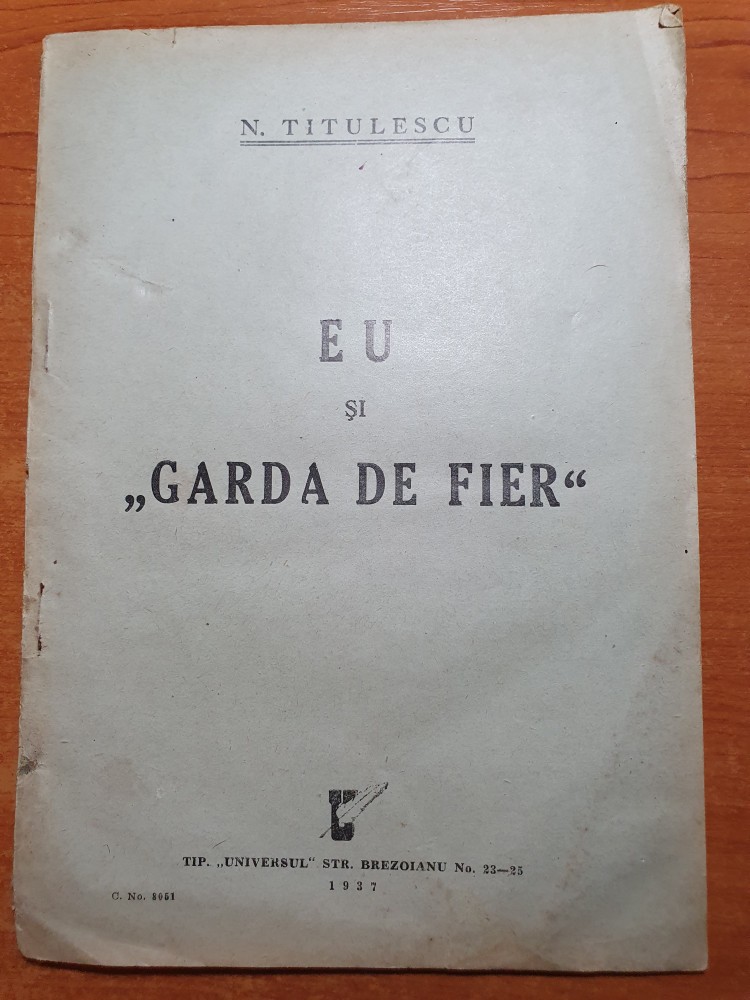 N. TITULESCU
EU
ŞI
„GARDA DE FIER“
TIP. „UNIVERSUL“ STR. BREZOIANU No. 23—25
1937
C. No. 8051